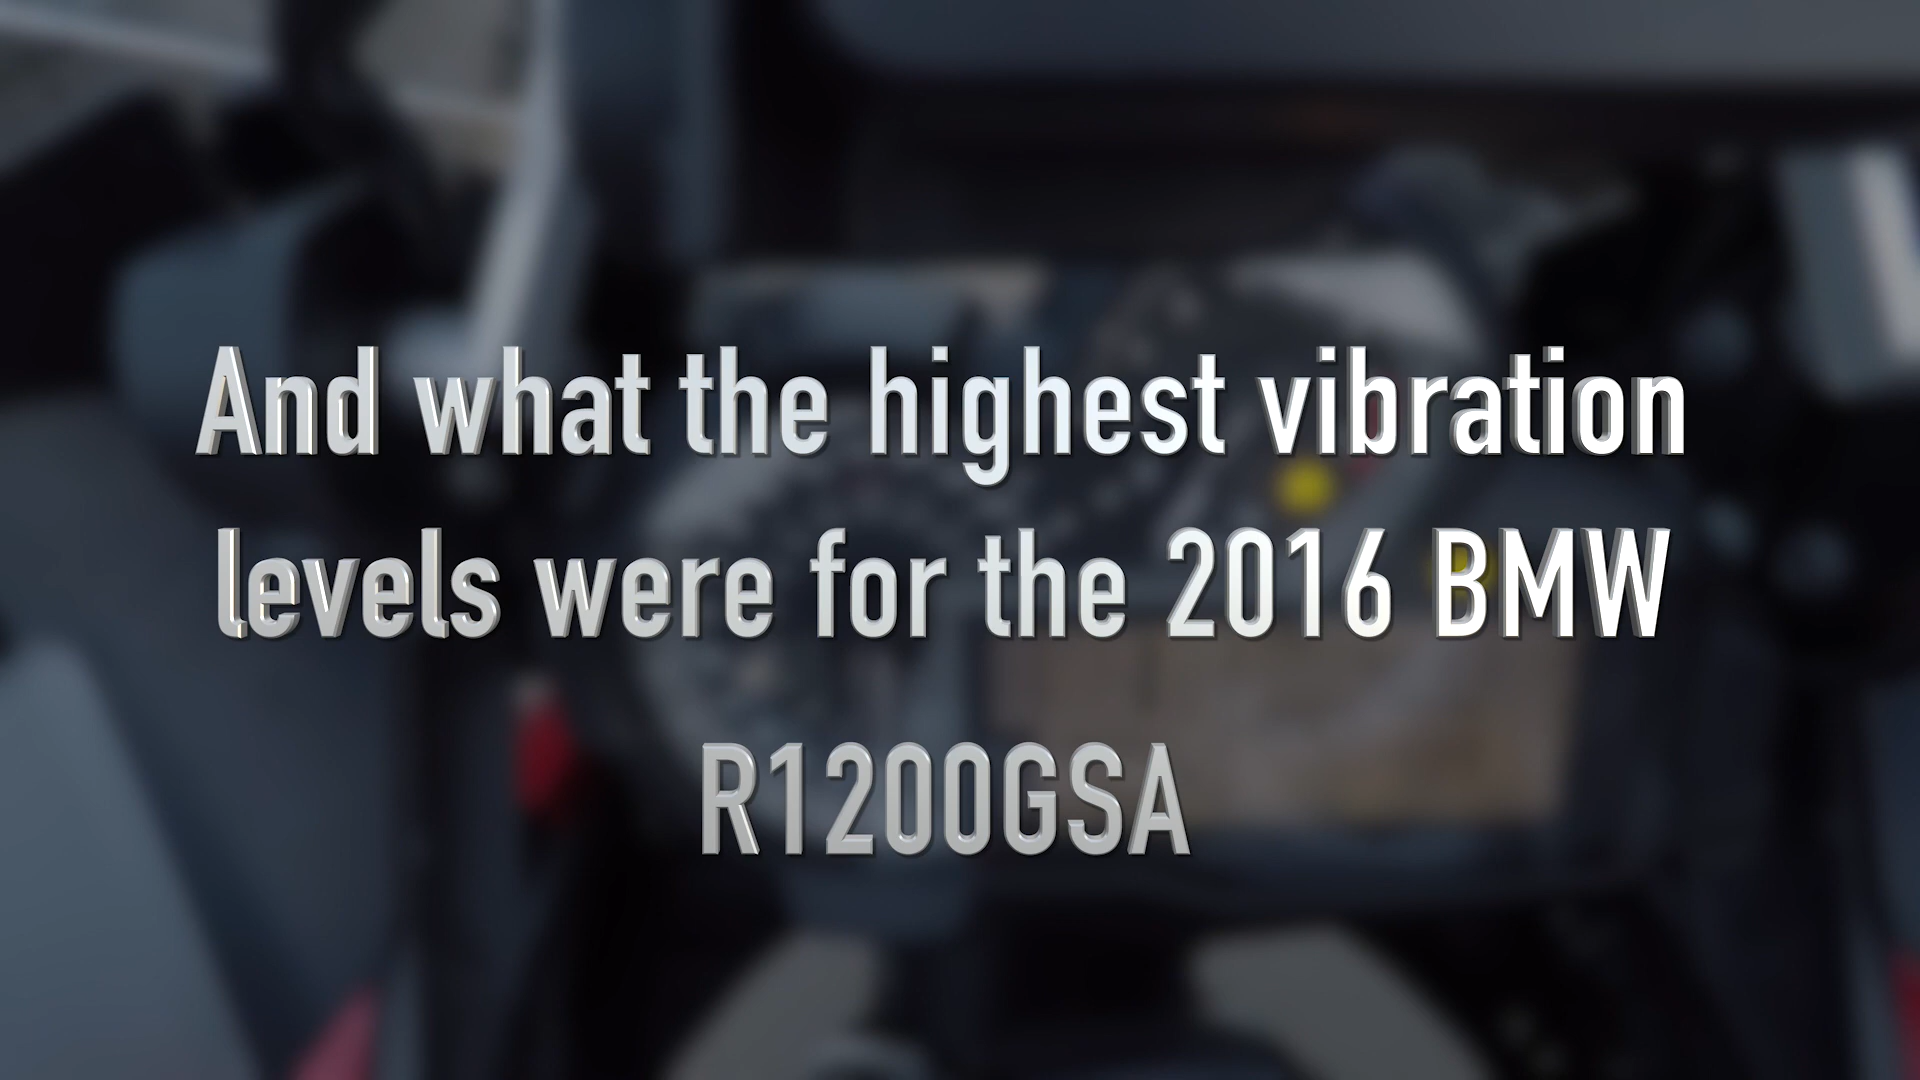 And what the highest vibration
levels were for the 2016 BMW
R1200GSA